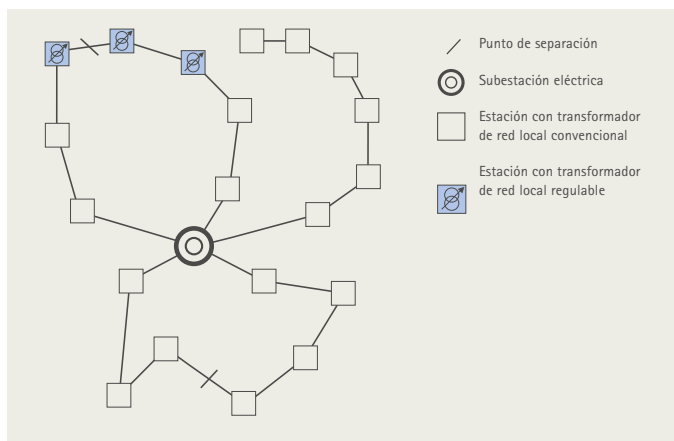 Punto de separación
Subestación eléctrica
Estación con transformador
de red local convencional
Estación con transformador
de red local regulable